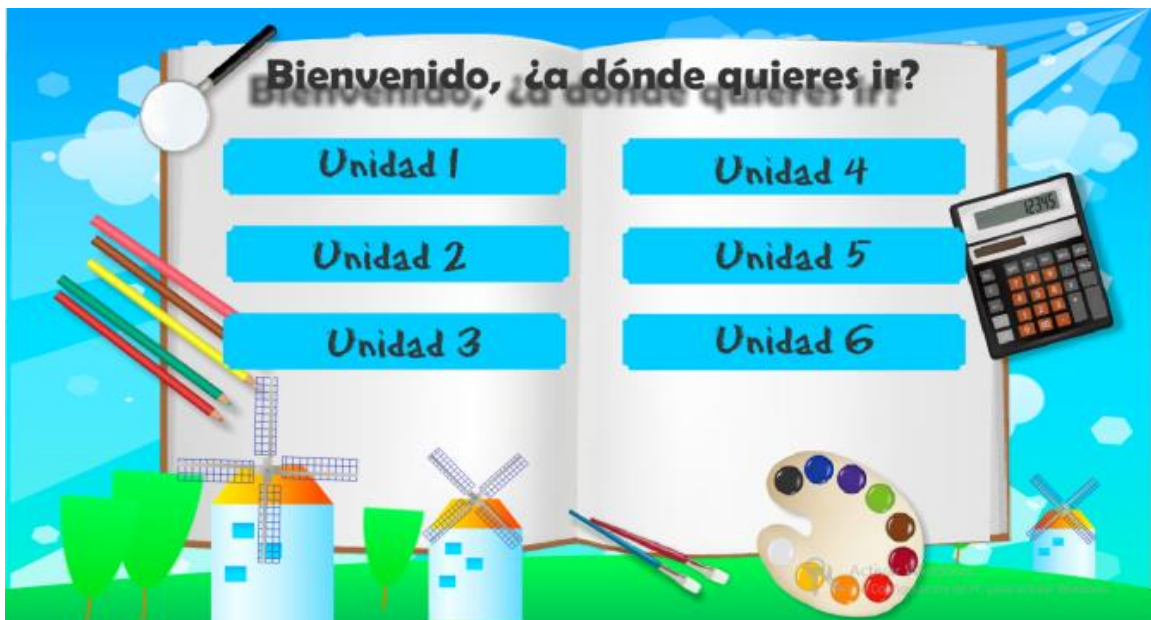 Bienvenido, ¿a dónde quieres ir?
Unidad 1
Unidad 2
Unidad 3
Unidad 4
Unidad 5
Unidad 6
12345